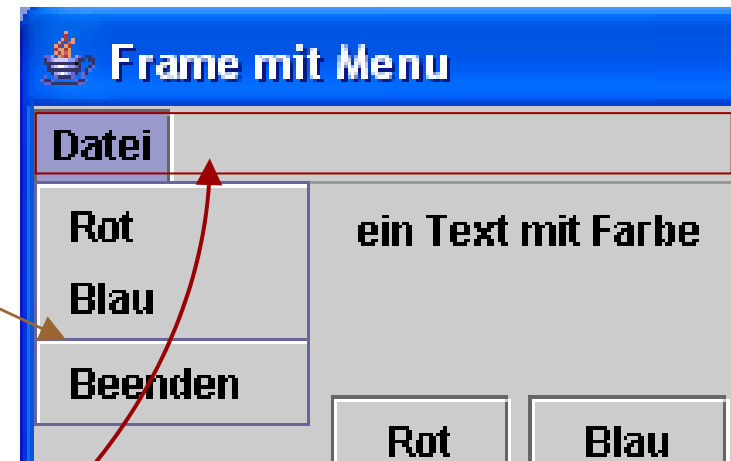 Frame mit Menu
Datei
Rot
ein Text mit Farbe
Blau
Beenden
Rot
Blau